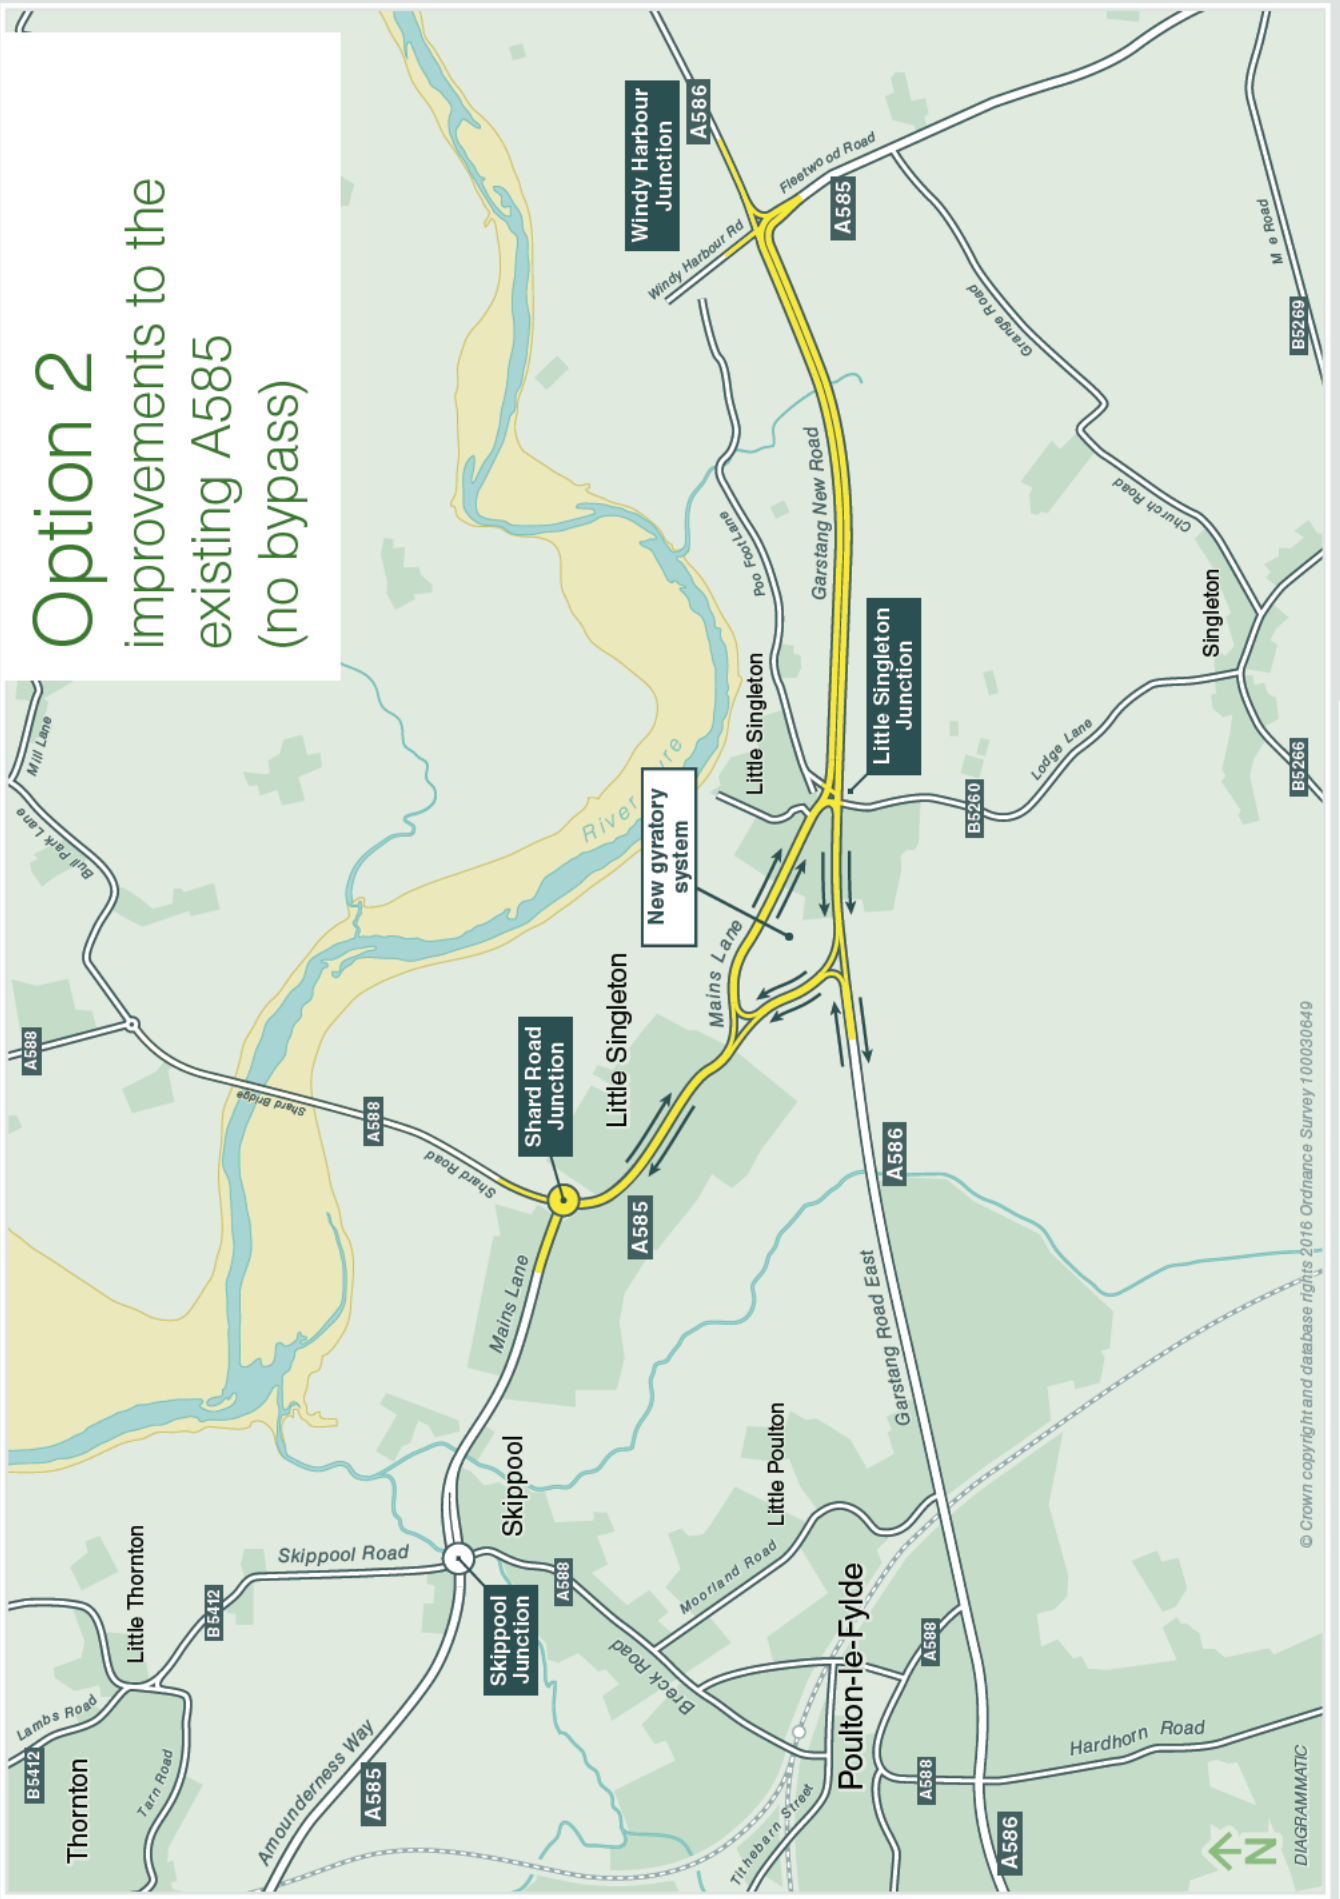 Option 2
improvements to the
existing A585
(no bypass)
Windy Harbour
Junction
A586
Fleetwood Road
A585
Windy Harbour Rd
Grange Road
B5269
Church Road
Garstang New Road
Poo Foot Lane
Singleton
Little Singleton
Little Singleton
Junction
Lodge Lane
B5266
B5260
River
New gyratory
system
Mains Lane
Little Singleton
Mill Lane
Bull Park Lane
A588
Shard Bridge
A588
Shard Road
Shard Road
Junction
A585
A586
Mains Lane
Garstang Road East
Skippool
Little Poulton
Moorland Road
Little Thornton
Skippool Road
B5412
Skippool
Junction
A588
Breck Road
Poulton-le-Fylde
A588
Lambs Road
B5412
Thornton
Tarn Road
Amounderness Way
A585
Tithebarn Street
A588
Hardhorn Road
A586
N
DIAGRAMMATIC
© Crown copyright and database rights 2016 Ordnance Survey 100030649